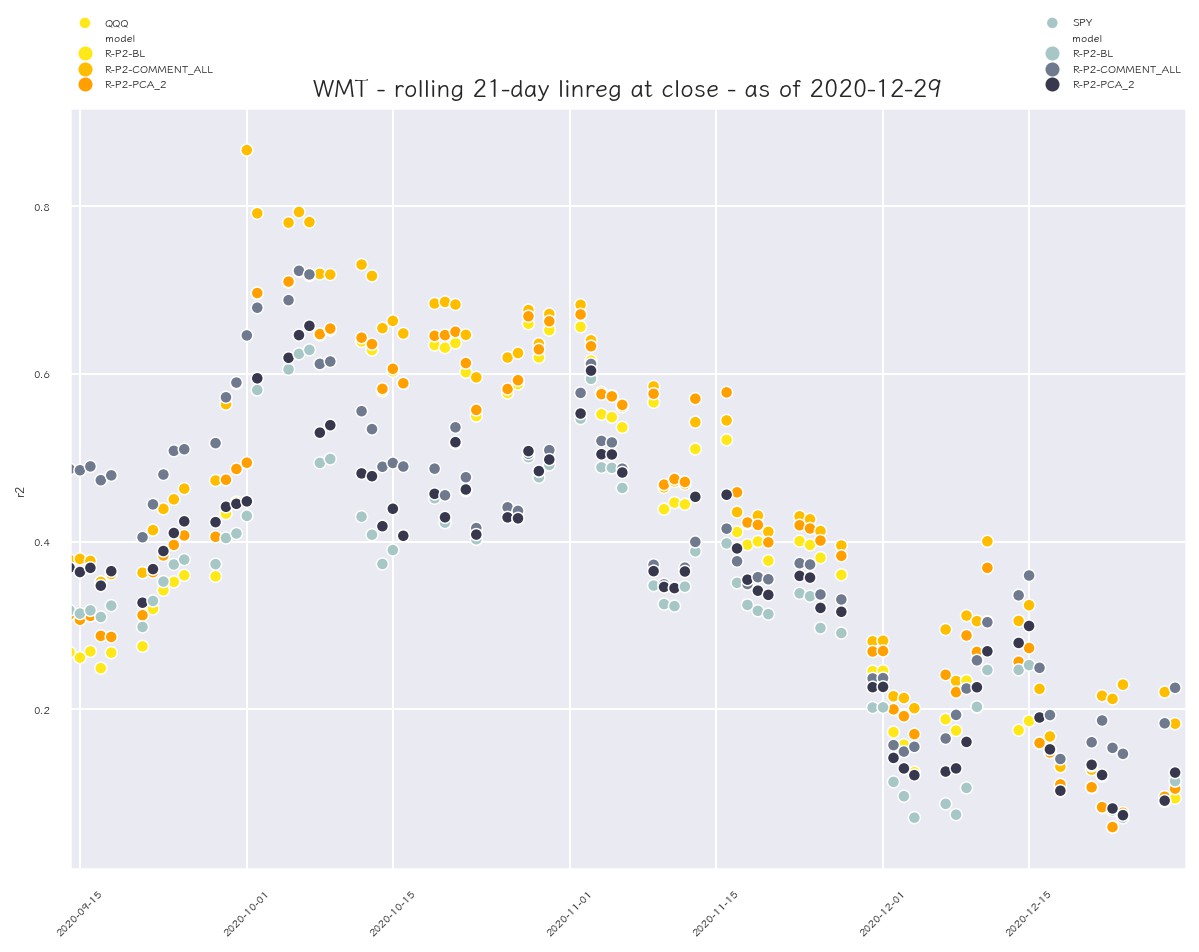 QQQ
model
R-P2-BL
R-P2-COMMENT_ALL
R-P2-PCA_2
SPY
model
R-P2-BL
R-P2-COMMENT_ALL
R-P2-PCA_2
WMT - rolling 21-day linreg at close - as of 2020-12-29
0.8
0.6
0.4
0.2
r2
2020-09-15
2020-10-01
2020-10-15
2020-11-01
2020-11-15
2020-12-01
2020-12-15